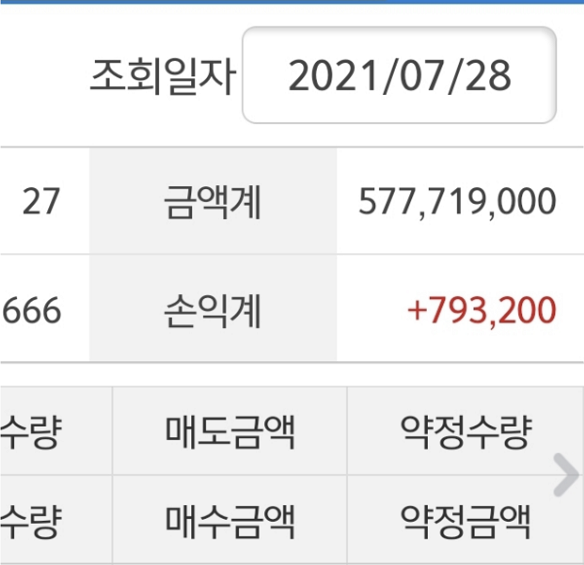 조회일자 2021/07/28
27 금액계 577,719,000
666 손익계 +793,200
수량 매도금액 약정수량
수량 매수금액 약정금액